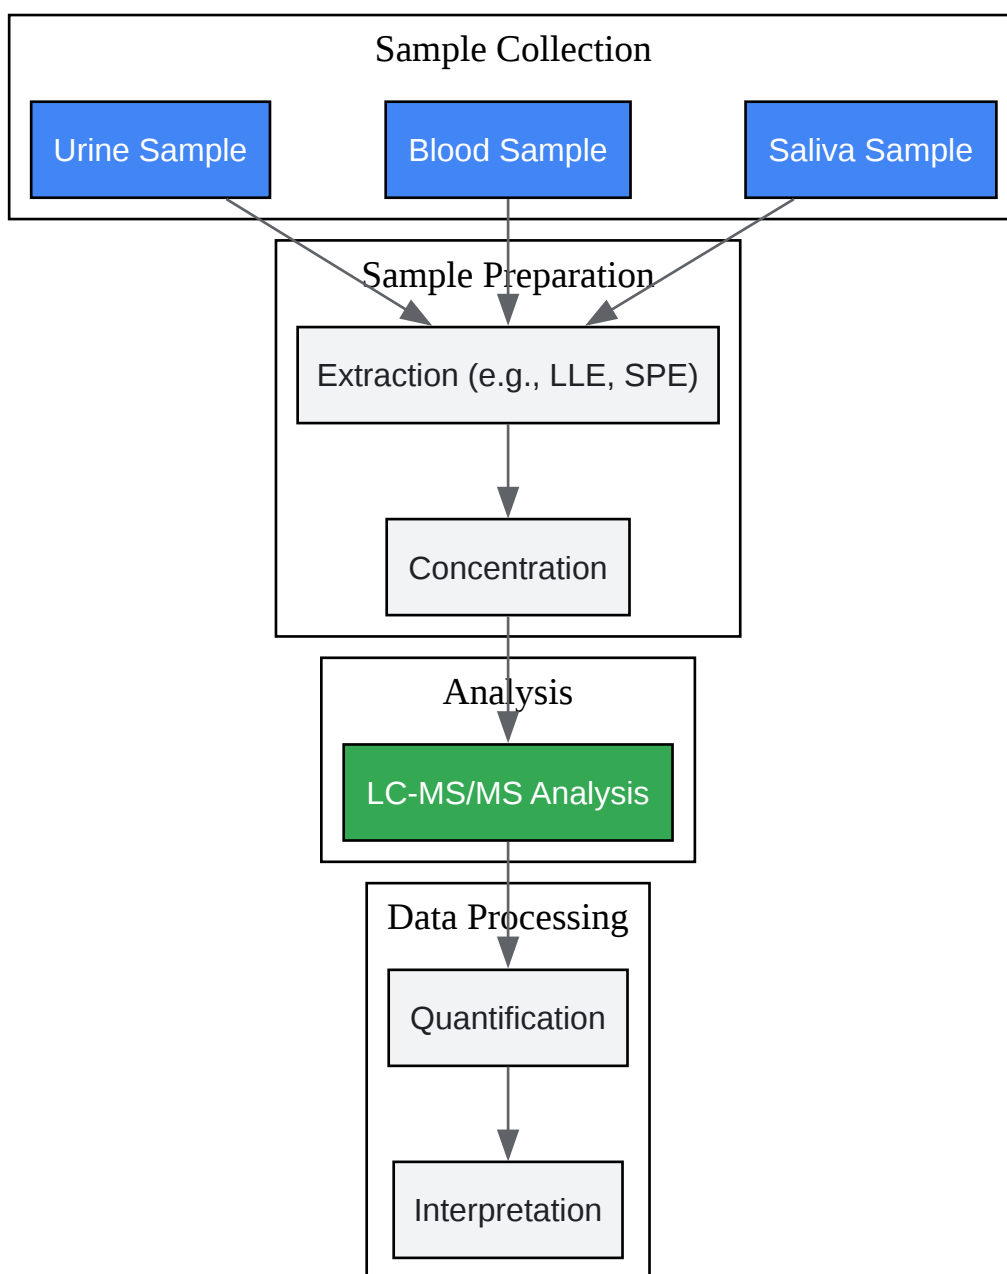 Sample Collection
Urine Sample
Blood Sample
Saliva Sample
Sample Preparation
Extraction (e.g., LLE, SPE)
Concentration
Analysis
LC-MS/MS Analysis
Data Processing
Quantification
Interpretation